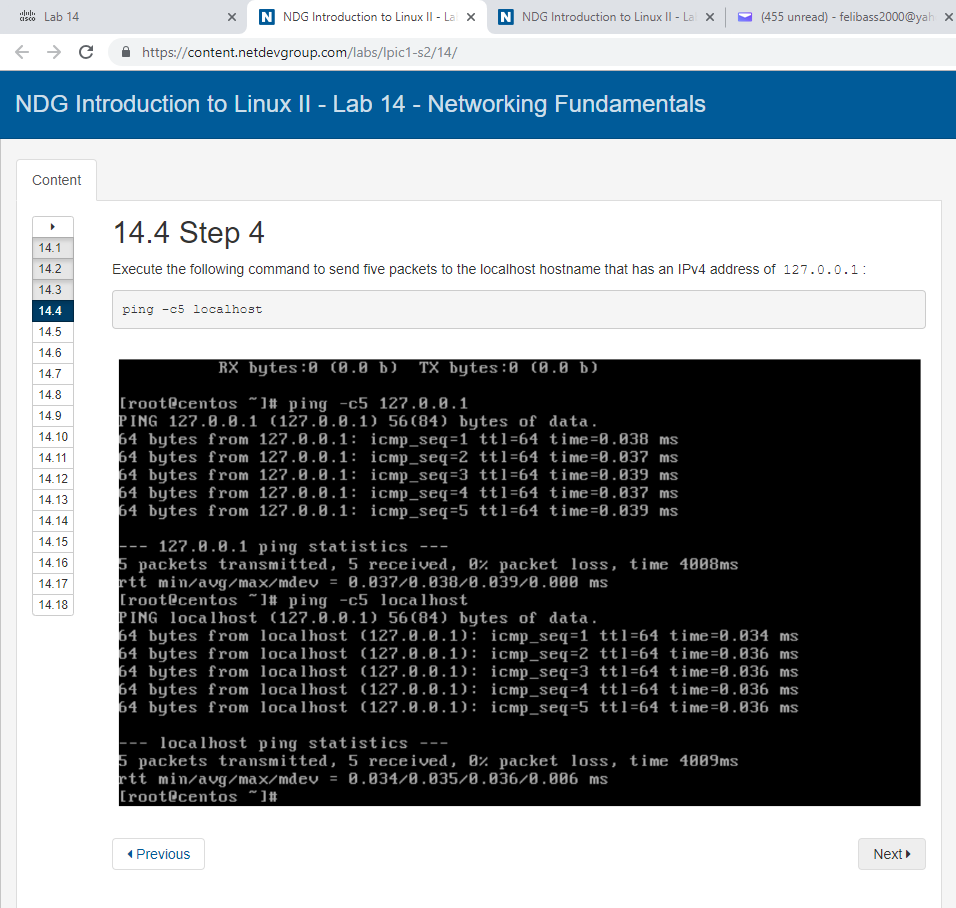 cisco Lab 14
NDG Introduction to Linux II - La
NDG Introduction to Linux II - La
(455 unread) - felibass2000@yah
https://content.netdevgroup.com/labs/lpic1-s2/14/
NDG Introduction to Linux II - Lab 14 - Networking Fundamentals
Content
14.1
14.2
14.3
14.4
14.5
14.6
14.7
14.8
14.9
14.10
14.11
14.12
14.13
14.14
14.15
14.16
14.17
14.18
14.4 Step 4
Execute the following command to send five packets to the localhost hostname that has an IPv4 address of 127.0.0.1:
ping -c5 localhost
RX bytes:0 (0.0 b)  TX bytes:0 (0.0 b)
[root@centos ~]# ping -c5 127.0.0.1
PING 127.0.0.1 (127.0.0.1) 56(84) bytes of data.
64 bytes from 127.0.0.1: icmp_seq=1 ttl=64 time=0.038 ms
64 bytes from 127.0.0.1: icmp_seq=2 ttl=64 time=0.037 ms
64 bytes from 127.0.0.1: icmp_seq=3 ttl=64 time=0.039 ms
64 bytes from 127.0.0.1: icmp_seq=4 ttl=64 time=0.037 ms
64 bytes from 127.0.0.1: icmp_seq=5 ttl=64 time=0.039 ms
--- 127.0.0.1 ping statistics ---
5 packets transmitted, 5 received, 0% packet loss, time 4008ms
rtt min/avg/max/mdev = 0.037/0.038/0.039/0.000 ms
[root@centos ~]# ping -c5 localhost
PING localhost (127.0.0.1) 56(84) bytes of data.
64 bytes from localhost (127.0.0.1): icmp_seq=1 ttl=64 time=0.034 ms
64 bytes from localhost (127.0.0.1): icmp_seq=2 ttl=64 time=0.036 ms
64 bytes from localhost (127.0.0.1): icmp_seq=3 ttl=64 time=0.036 ms
64 bytes from localhost (127.0.0.1): icmp_seq=4 ttl=64 time=0.036 ms
64 bytes from localhost (127.0.0.1): icmp_seq=5 ttl=64 time=0.036 ms
--- localhost ping statistics ---
5 packets transmitted, 5 received, 0% packet loss, time 4009ms
rtt min/avg/max/mdev = 0.034/0.035/0.036/0.006 ms
[root@centos ~]#
Previous
Next